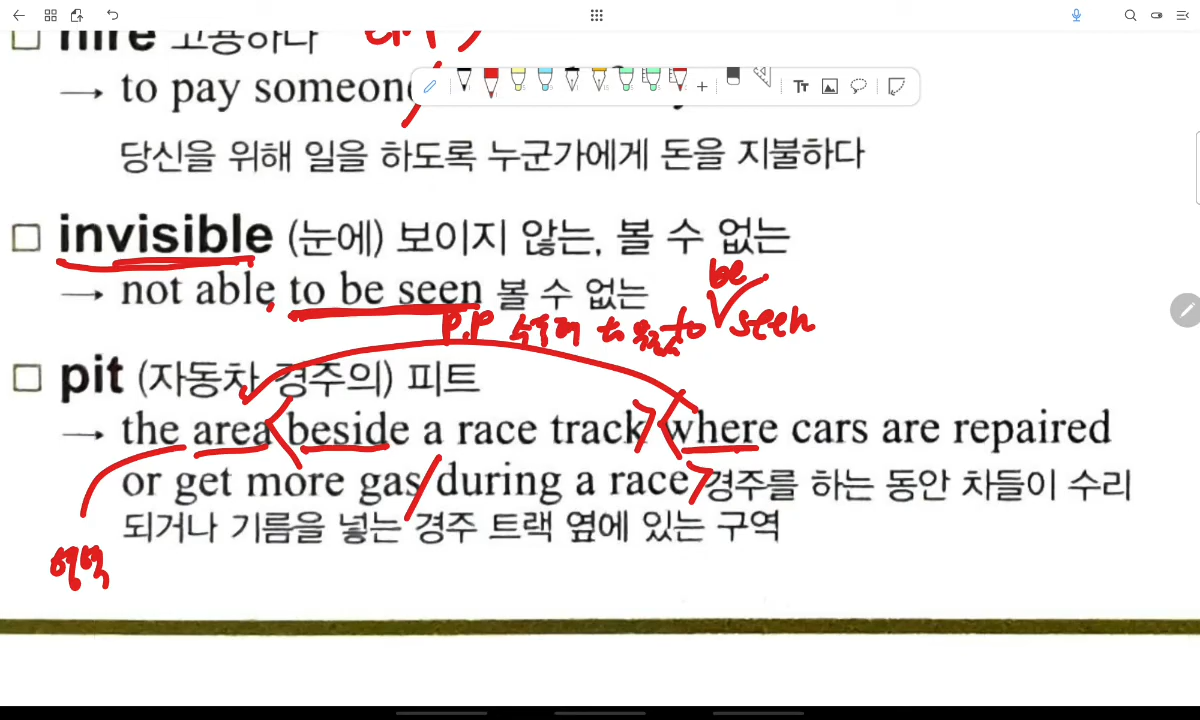 □ hire 고용하다
→ to pay someone
당신을 위해 일을 하도록 누군가에게 돈을 지불하다
□ invisible (눈에) 보이지 않는, 볼 수 없는
→ not able to be seen 볼 수 없는
be
P.P to seen
□ pit (자동차 경주의) 피트
→ the area beside a race track where cars are repaired
or get more gas during a race 경주를 하는 동안 차들이 수리
되거나 기름을 넣는 경주 트랙 옆에 있는 구역